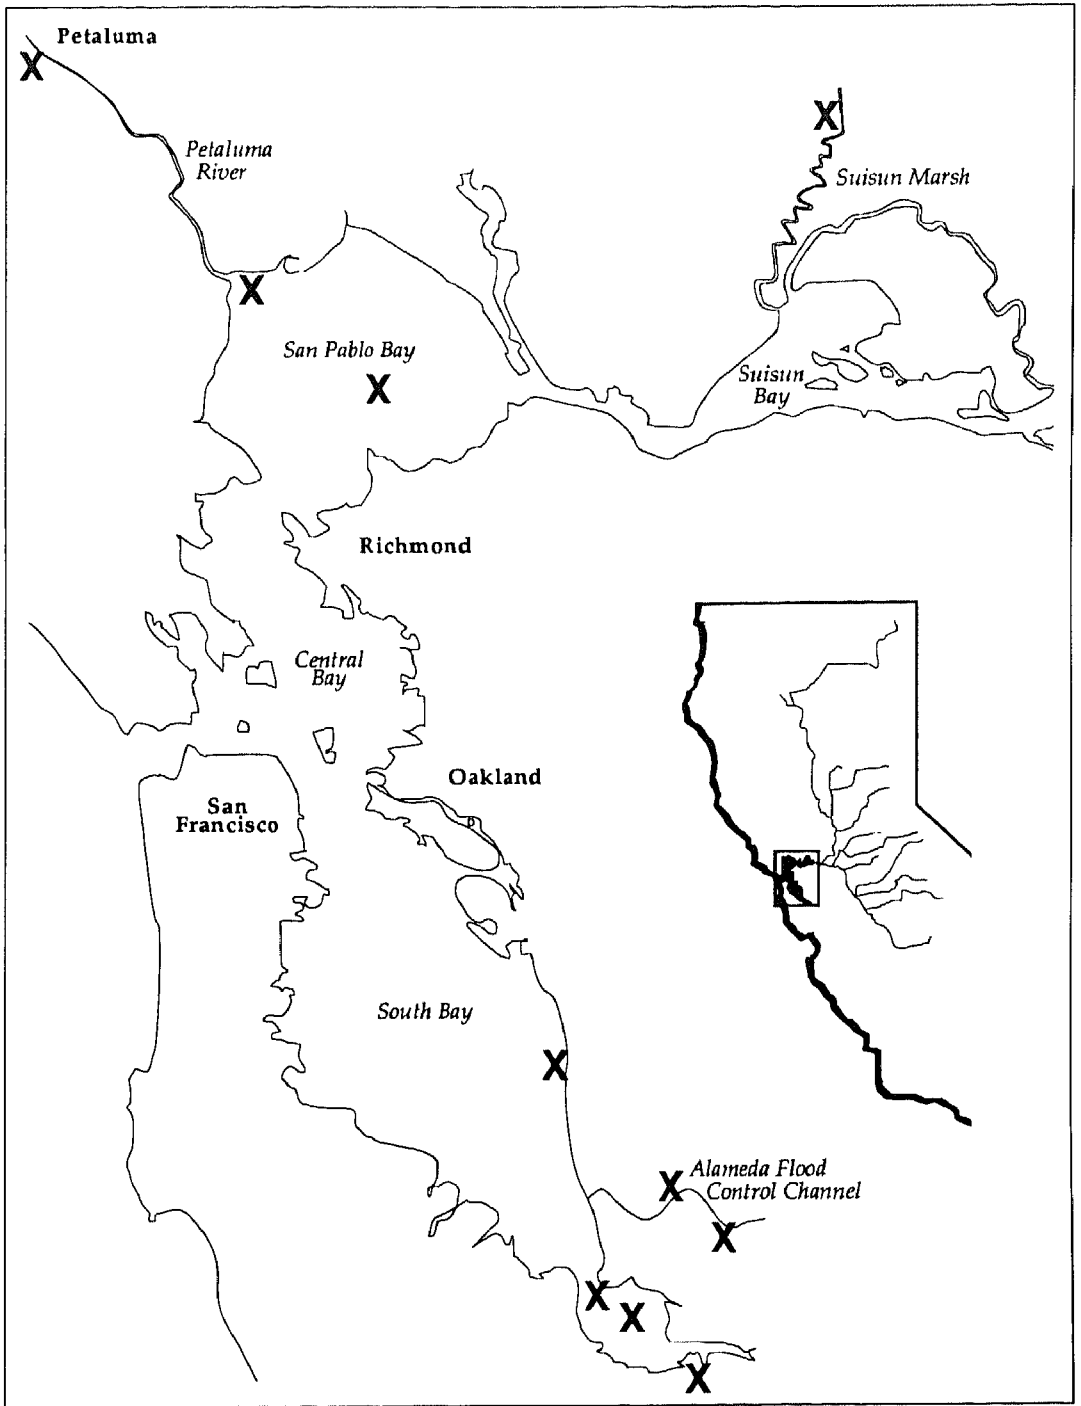 Petaluma
X
X
Petaluma
River
Suisun Marsh
X
San Pablo Bay
X
Suisun
Bay
Richmond
Central
Bay
Oakland
San
Francisco
South Bay
X
X
Alameda Flood
Control Channel
X
X
X
X